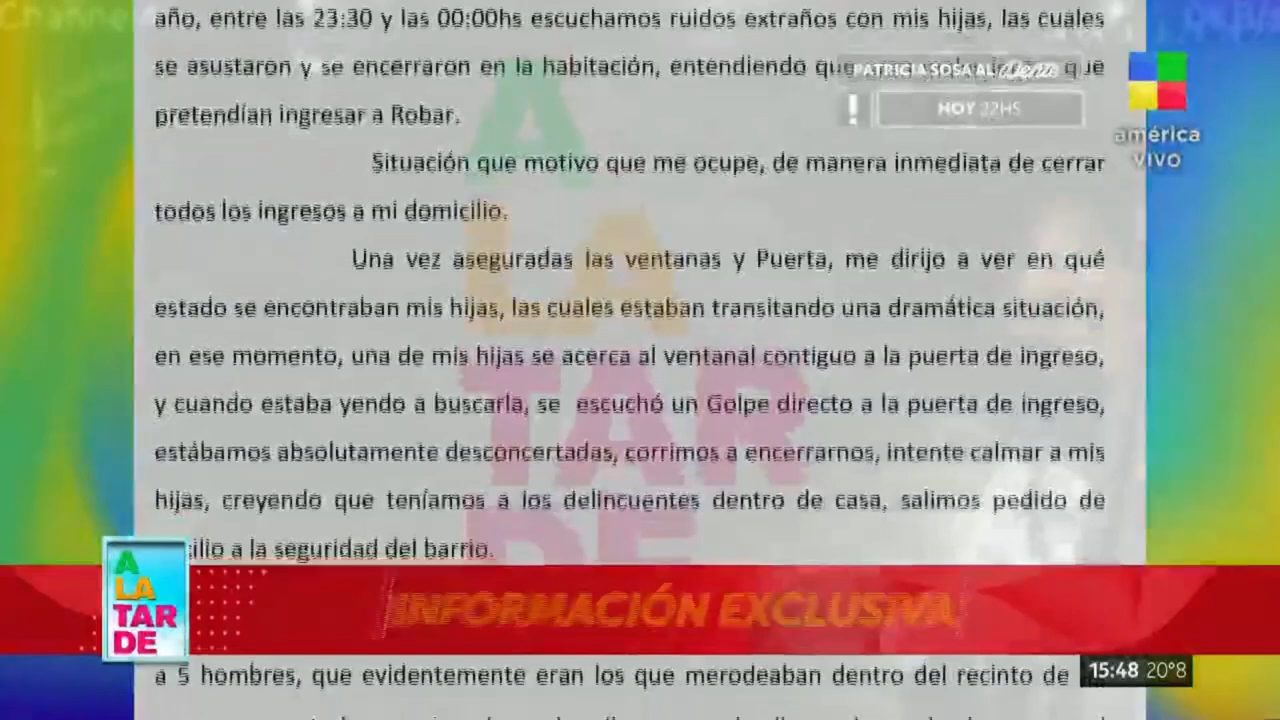 Channel
año, entre las 23:30 y las 00:00hs escuchamos ruidos extraños con mis hijas, las cuales
se asustaron y se encerraron en la habitación, entendiendo que que
PATRICIA SOSA AL
HOY 22HS
pretendían ingresar a Robar.
américa
VIVO
Situación que motivo que me ocupe, de manera inmediata de cerrar
todos los ingresos a mi domicilio.
Una vez aseguradas las ventanas y Puerta, me dirijo a ver en qué
estado se encontraban mis hijas, las cuales estaban transitando una dramática situación,
en ese momento, una de mis hijas se acerca al ventanal contiguo a la puerta de ingreso,
y cuando estaba yendo a buscarla, se escuchó un Golpe directo a la puerta de ingreso,
estábamos absolutamente desconcertadas, corrimos a encerrarnos, intente calmar a mis
hijas, creyendo que teníamos a los delincuentes dentro de casa, salimos pedido de
ilio a la seguridad del barrio.
A
LA
TAR
DE
A
LA
TAR
DE
INFORMACIÓN EXCLUSIVA
a 5 hombres, que evidentemente eran los que merodeaban dentro del recinto de
15:48 20°8